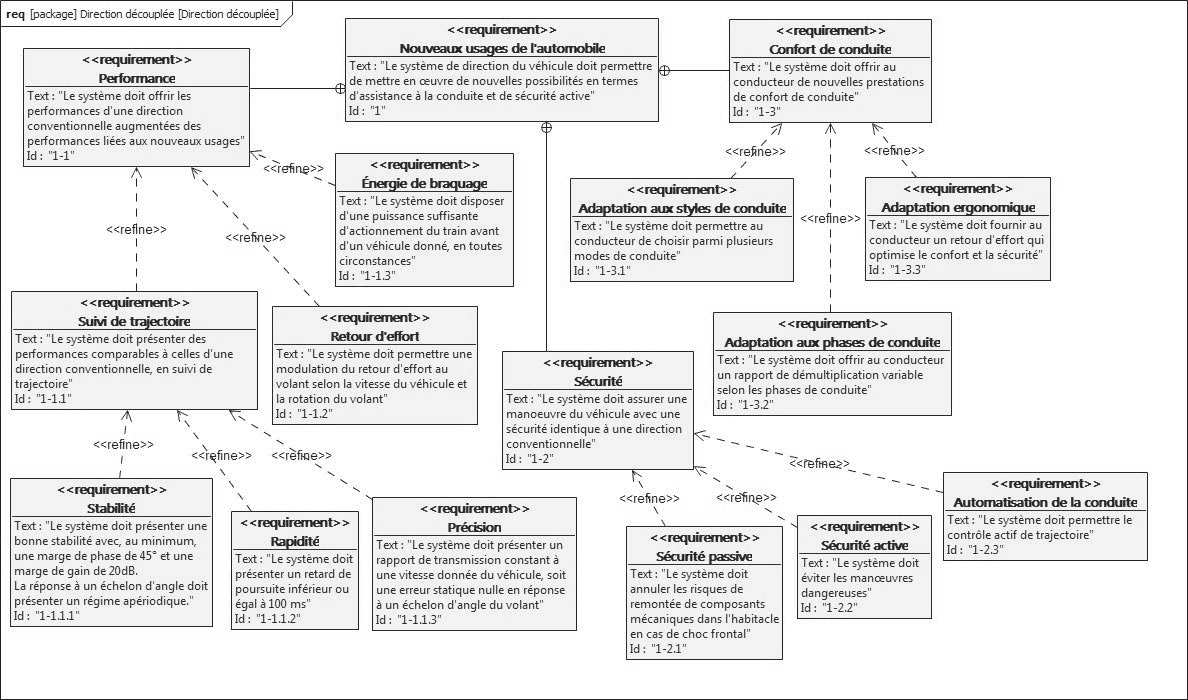 req [package] Direction découplée [Direction découplée]
<<requirement>>
Nouveaux usages de l'automobile
Text : "Le système de direction du véhicule doit permettre
de mettre en œuvre de nouvelles possibilités en termes
d'assistance à la conduite et de sécurité active"
Id : "1"
<<requirement>>
Confort de conduite
Text : "Le système doit offrir au
conducteur de nouvelles prestations
de confort de conduite"
Id : "1-3"
<<requirement>>
Performance
Text : "Le système doit offrir les
performances d'une direction
conventionnelle augmentées des
performances liées aux nouveaux usages"
Id : "1-1"
<<refine>>
<<refine>>
<<refine>>
<<requirement>>
Énergie de braquage
Text : "Le système doit disposer
d'une puissance suffisante
d'actionnement du train avant
d'un véhicule donné, en toutes
circonstances"
Id : "1-1.3"
<<requirement>>
Adaptation aux styles de conduite
Text : "Le système doit permettre au
conducteur de choisir parmi plusieurs
modes de conduite"
Id : "1-3.1"
<<refine>>
<<requirement>>
Adaptation ergonomique
Text : "Le système doit fournir au
conducteur un retour d'effort qui
optimise le confort et la sécurité"
Id : "1-3.3"
<<refine>>
<<refine>>
<<requirement>>
Suivi de trajectoire
Text : "Le système doit présenter des
performances comparables à celles d'une
direction conventionnelle, en suivi de
trajectoire"
Id : "1-1.1"
<<requirement>>
Retour d'effort
Text : "Le système doit permettre une
modulation du retour d'effort au
volant selon la vitesse du véhicule et
la rotation du volant"
Id : "1-1.2"
<<requirement>>
Adaptation aux phases de conduite
Text : "Le système doit offrir au conducteur
un rapport de démultiplication variable
selon les phases de conduite"
Id : "1-3.2"
<<requirement>>
Sécurité
Text : "Le système doit assurer une
manoeuvre du véhicule avec une
sécurité identique à une direction
conventionnelle"
Id : "1-2"
<<refine>>
<<refine>>
<<refine>>
<<refine>>
<<refine>>
<<refine>>
<<requirement>>
Stabilité
Text : "Le système doit présenter une
bonne stabilité avec, au minimum,
une marge de phase de 45° et une
marge de gain de 20dB.
La réponse à un échelon d'angle doit
présenter un régime apériodique."
Id : "1-1.1.1"
<<requirement>>
Rapidité
Text : "Le système doit
présenter un retard de
poursuite inférieur ou
égal à 100 ms"
Id : "1-1.1.2"
<<requirement>>
Précision
Text : "Le système doit présenter un
rapport de transmission constant à
une vitesse donnée du véhicule, soit
une erreur statique nulle en réponse
à un échelon d'angle du volant"
Id : "1-1.1.3"
<<requirement>>
Sécurité passive
Text : "Le système doit
annuler les risques de
remontée de composants
mécaniques dans l'habitacle
en cas de choc frontal"
Id : "1-2.1"
<<requirement>>
Sécurité active
Text : "Le système doit
éviter les manœuvres
dangereuses"
Id : "1-2.2"
<<requirement>>
Automatisation de la conduite
Text : "Le système doit permettre le
contrôle actif de trajectoire"
Id : "1-2.3"